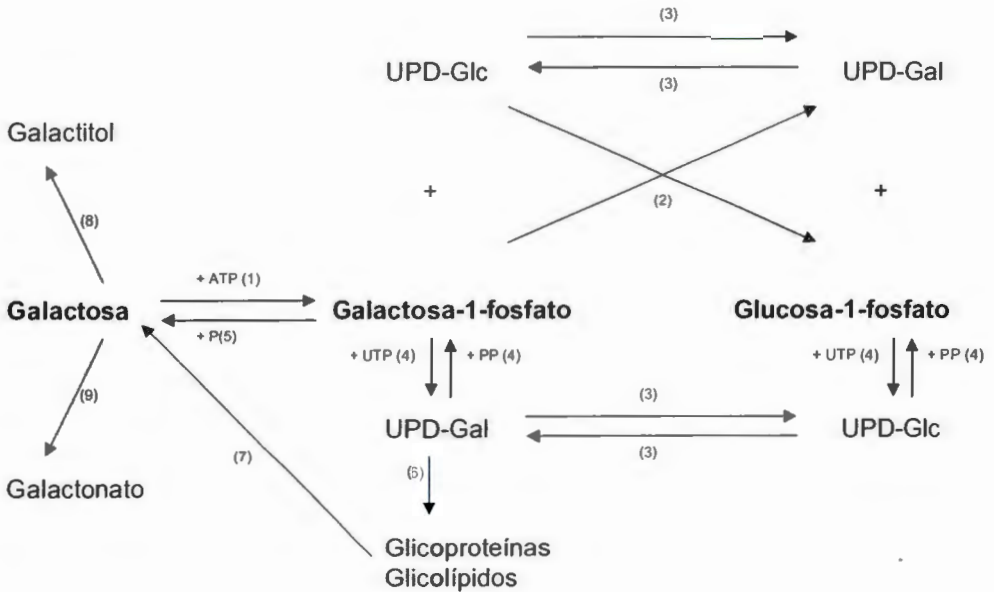 (3)
UPD-Glc
UPD-Gal
(3)
Galactitol
+
+
(2)
(8)
+ ATP (1)
Galactosa
Galactosa-1-fosfato
Glucosa-1-fosfato
+ P(5)
+ UTP (4)
+ PP (4)
+ UTP (4)
+ PP (4)
(9)
(3)
UPD-Gal
UPD-Glc
(3)
(7)
(6)
Galactonato
Glicoproteínas
Glicolípidos